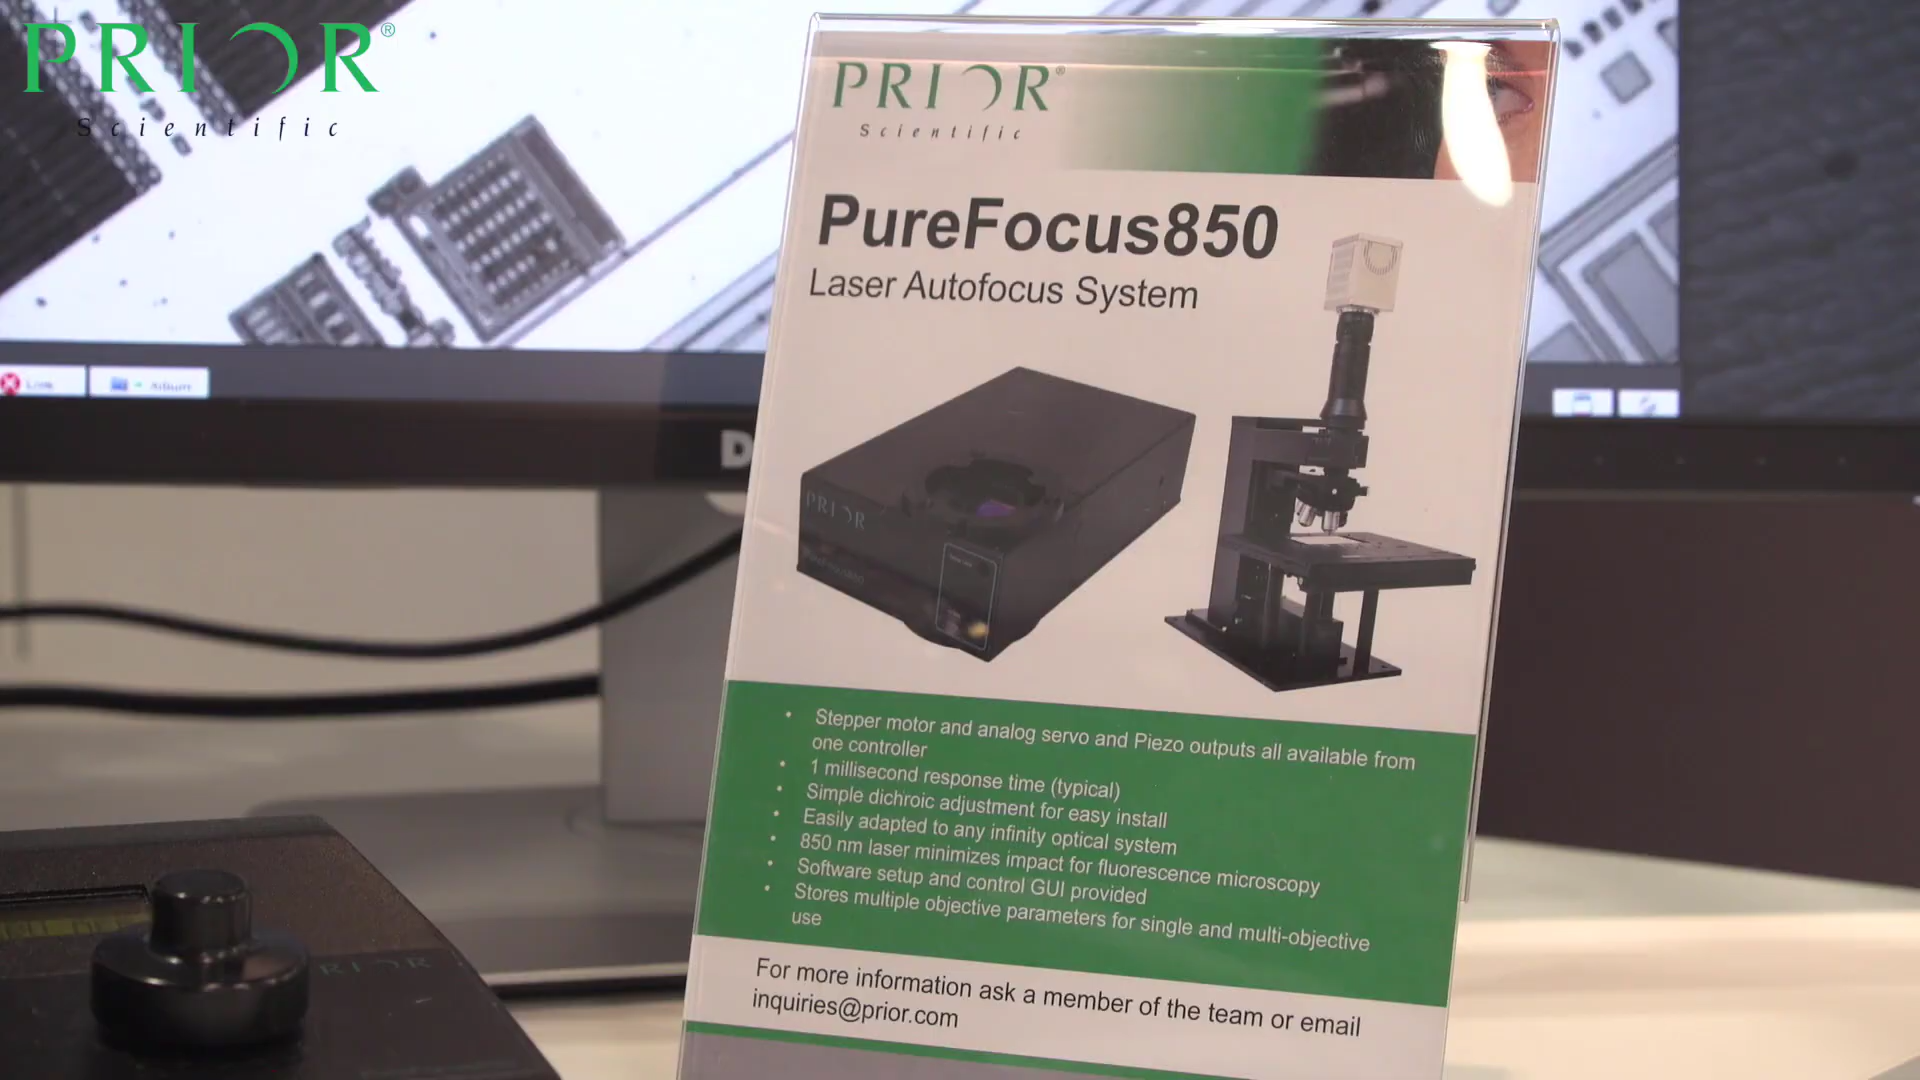 PRIOR®
Scientific
PRIOR®
Scientific
PureFocus850
Laser Autofocus System
PRIOR
PureFocus850
• Stepper motor and analog servo and Piezo outputs all available from
one controller
• 1 millisecond response time (typical)
• Simple dichroic adjustment for easy install
• Easily adapted to any infinity optical system
• 850 nm laser minimizes impact for fluorescence microscopy
• Software setup and control GUI provided
• Stores multiple objective parameters for single and multi-objective
use
For more information ask a member of the team or email
inquiries@prior.com
Live
Album
D
PRIOR